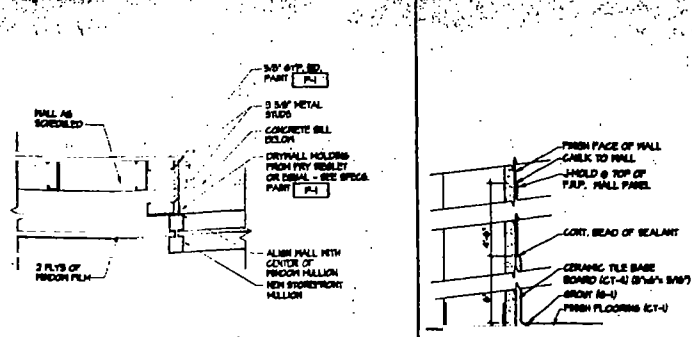 5/8" GYP. BD.
PAINT P-1
3 5/8" METAL
STUDS
WALL AS
SCHEDULED
CONCRETE SILL
BELOW
DRYWALL MOLDING
FROM FRY REGLET
OR EQUAL - SEE SPECS.
PAINT P-1
2 PLYS OF
WINDOW FILM
ALIGN WALL WITH
CENTER OF
WINDOW MULLION
NEW STOREFRONT
MULLION
FINISH FACE OF WALL
CAULK TO WALL
J-MOLD @ TOP OF
F.R.P. WALL PANEL
4'-0"
CONT. BEAD OF SEALANT
CERAMIC TILE BASE
BOARD (CT-4)
GROUT (G-1)
FINISH FLOORING (CT-1)